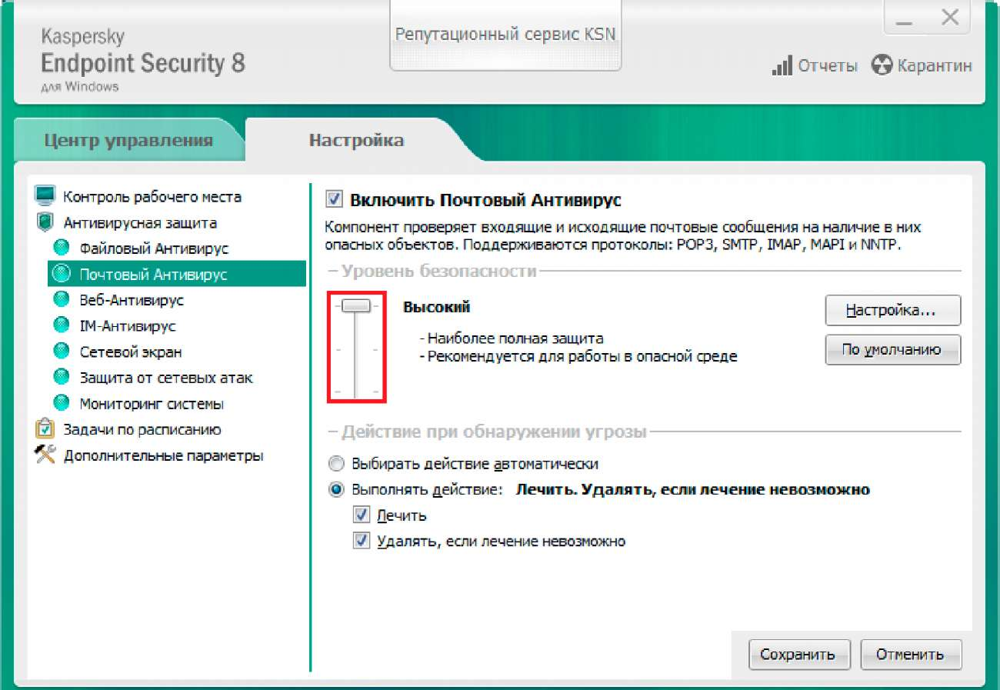 Kaspersky
Endpoint Security 8
для Windows
Репутационный сервис KSN
Отчеты
Карантин
Центр управления
Настройка
Контроль рабочего места
Антивирусная защита
Файловый Антивирус
Почтовый Антивирус
Веб-Антивирус
IM-Антивирус
Сетевой экран
Защита от сетевых атак
Мониторинг системы
Задачи по расписанию
Дополнительные параметры
Включить Почтовый Антивирус
Компонент проверяет входящие и исходящие почтовые сообщения на наличие в них
опасных объектов. Поддерживаются протоколы: POP3, SMTP, IMAP, MAPI и NNTP.
Уровень безопасности
Высокий
- Наиболее полная защита
- Рекомендуется для работы в опасной среде
Настройка...
По умолчанию
Действие при обнаружении угрозы
Выбирать действие автоматически
Выполнять действие: Лечить. Удалять, если лечение невозможно
Лечить
Удалять, если лечение невозможно
Сохранить
Отменить